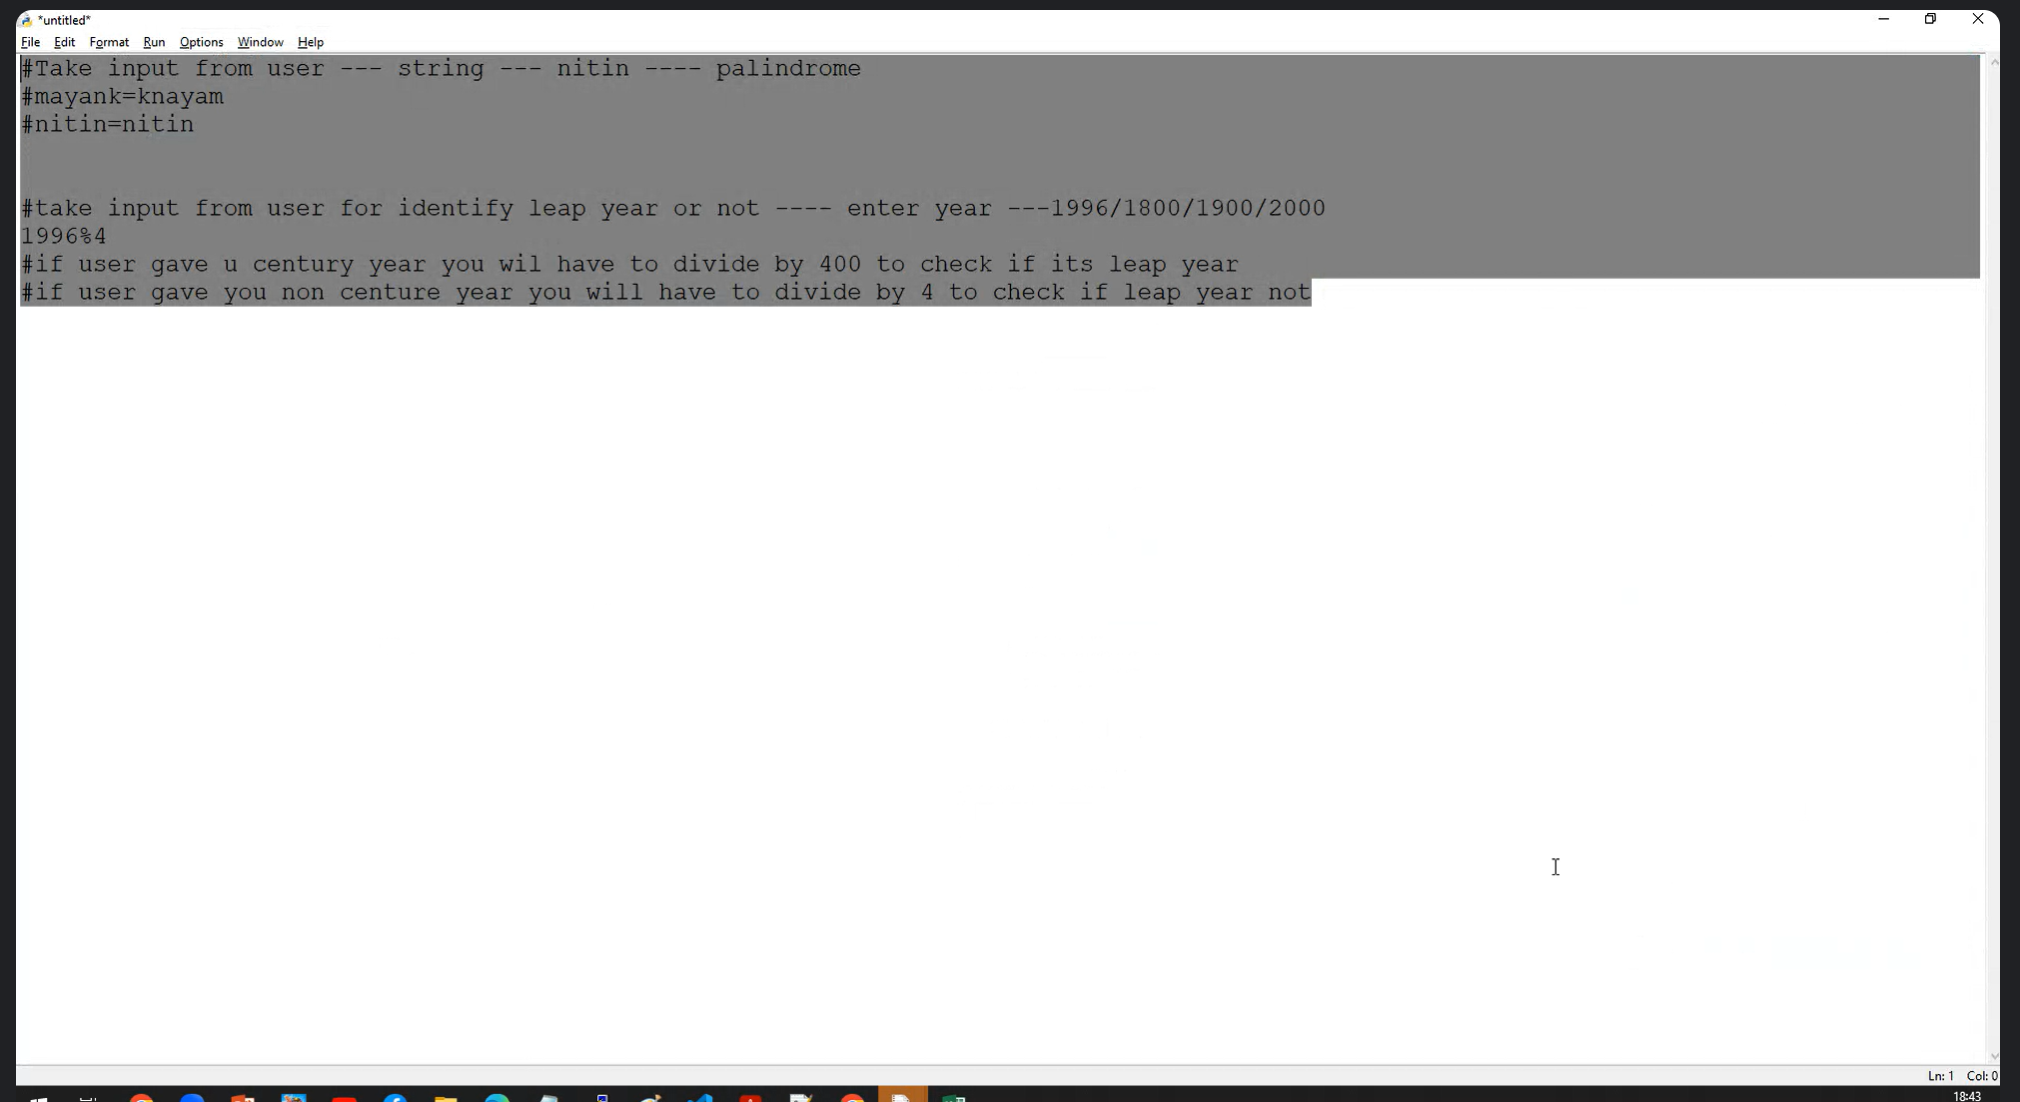 *untitled*
File Edit Format Run Options Window Help
#Take input from user --- string --- nitin ---- palindrome
#mayank=knayam
#nitin=nitin
#take input from user for identify leap year or not ---- enter year ---1996/1800/1900/2000
1996%4
#if user gave u century year you wil have to divide by 400 to check if its leap year
#if user gave you non centure year you will have to divide by 4 to check if leap year not
Ln: 1 Col: 0
18:43